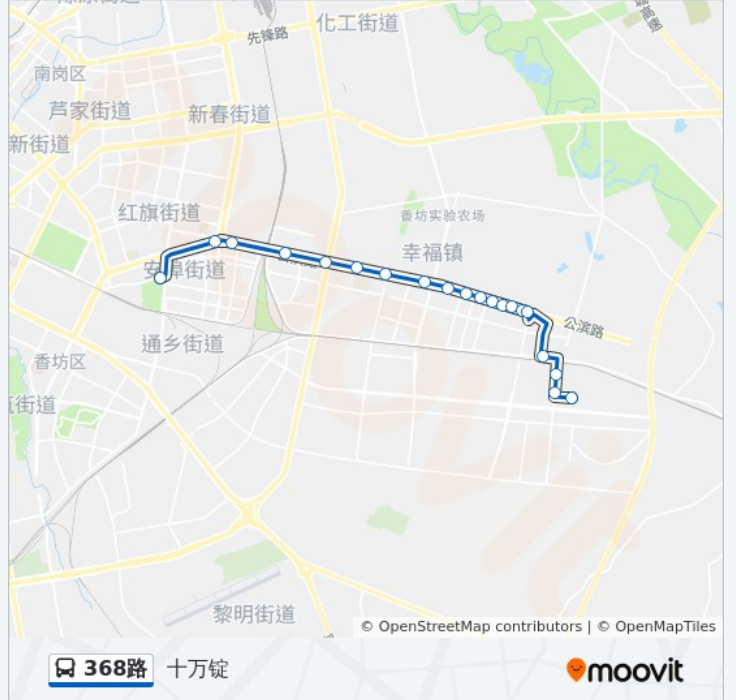 化工街道
先锋路
南岗区
芦家街道
新春街道
新街道
红旗街道
香坊实验农场
幸福镇
安埠街道
公滨路
通乡街道
香坊区
街道
黎明街道
© OpenStreetMap contributors | © OpenMapTiles
368路 十万锭
moovit